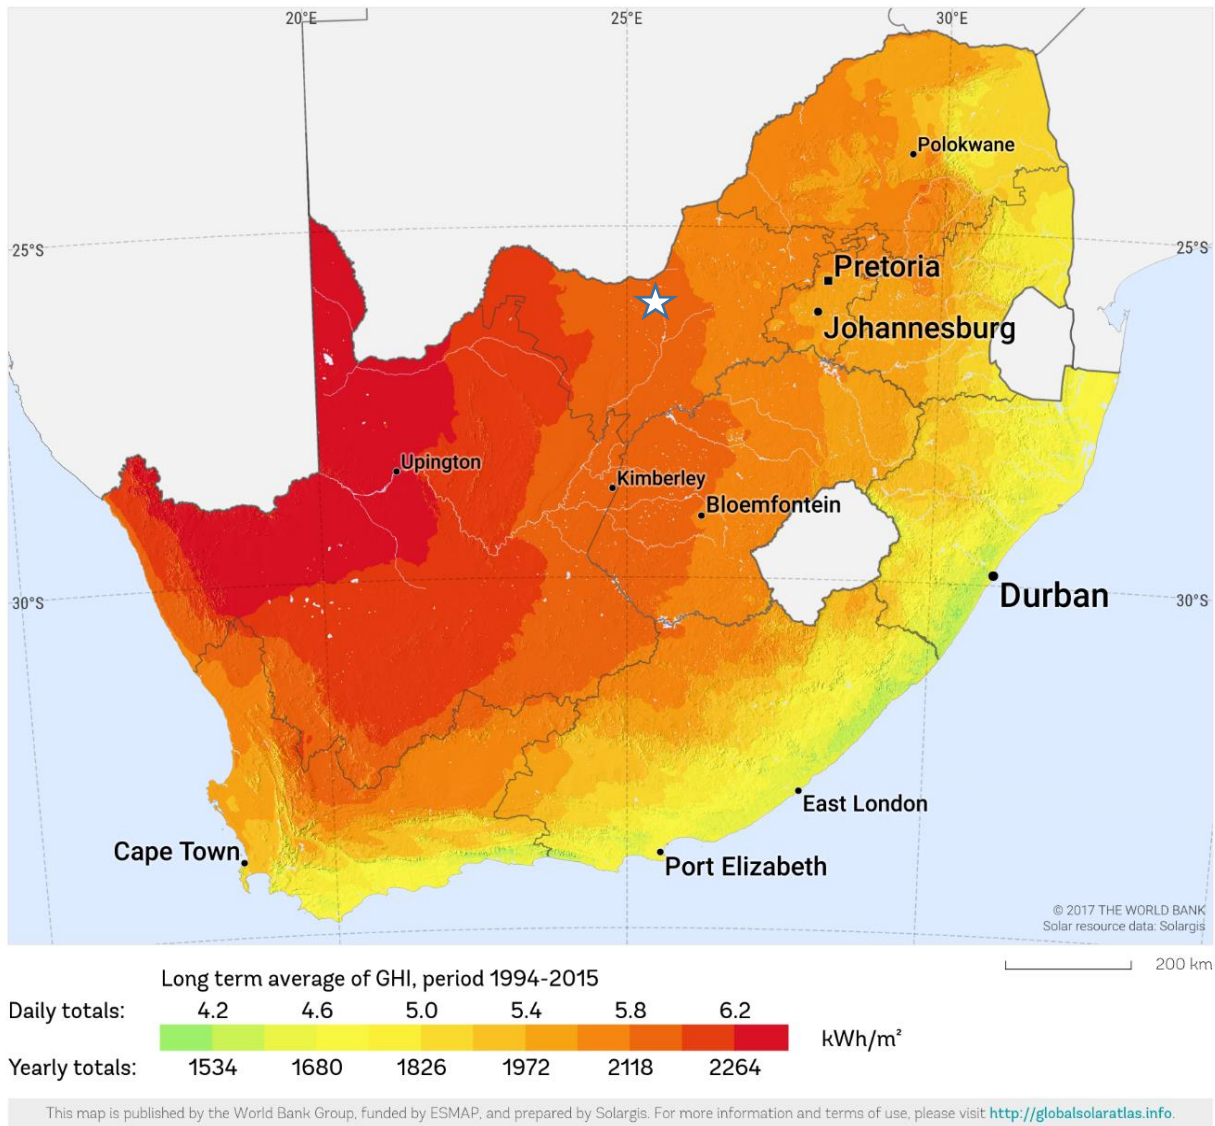 20°E 25°E 30°E
Polokwane
25°S 25°S
Pretoria
Johannesburg
Upington
Kimberley
Bloemfontein
Durban
30°S 30°S
East London
Cape Town
Port Elizabeth
© 2017 THE WORLD BANK
Solar resource data: Solargis
200 km
Long term average of GHI, period 1994-2015
Daily totals: 4.2 4.6 5.0 5.4 5.8 6.2
kWh/m²
Yearly totals: 1534 1680 1826 1972 2118 2264
This map is published by the World Bank Group, funded by ESMAP, and prepared by Solargis. For more information and terms of use, please visit http://globalsolaratlas.info.